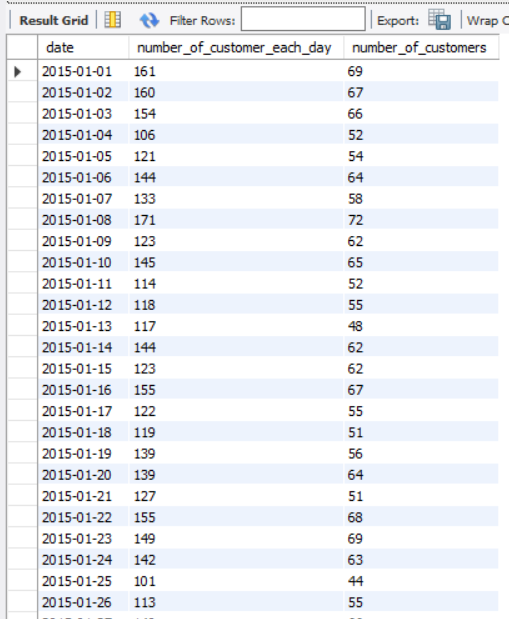 Result Grid Filter Rows: Export: Wrap C
date number_of_customer_each_day number_of_customers
2015-01-01 161 69
2015-01-02 160 67
2015-01-03 154 66
2015-01-04 106 52
2015-01-05 121 54
2015-01-06 144 64
2015-01-07 133 58
2015-01-08 171 72
2015-01-09 123 62
2015-01-10 145 65
2015-01-11 114 52
2015-01-12 118 55
2015-01-13 117 48
2015-01-14 144 62
2015-01-15 123 62
2015-01-16 155 67
2015-01-17 122 55
2015-01-18 119 51
2015-01-19 139 56
2015-01-20 139 64
2015-01-21 127 51
2015-01-22 155 68
2015-01-23 149 69
2015-01-24 142 63
2015-01-25 101 44
2015-01-26 113 55